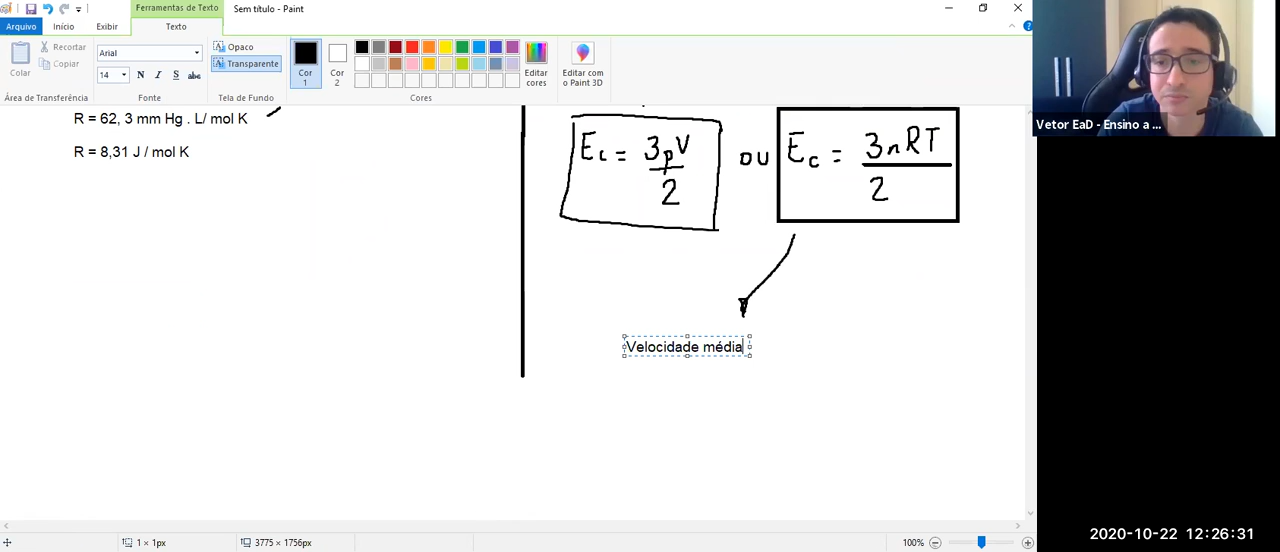 Ferramentas de Texto
Sem título - Paint
Arquivo
Início
Exibir
Texto
Colar
Recortar
Copiar
Área de Transferência
Arial
14
N I S abc
Fonte
Opaco
Transparente
Tela de Fundo
Cor 1
Cor 2
Cores
Editar cores
Editar com o Paint 3D
R = 62, 3 mm Hg . L/ mol K
R = 8,31 J / mol K
Ec = 3pV / 2 ou Ec = 3nRT / 2
Velocidade média
1 × 1px
3775 × 1756px
100%
Vetor EaD - Ensino a ...
2020-10-22 12:26:31